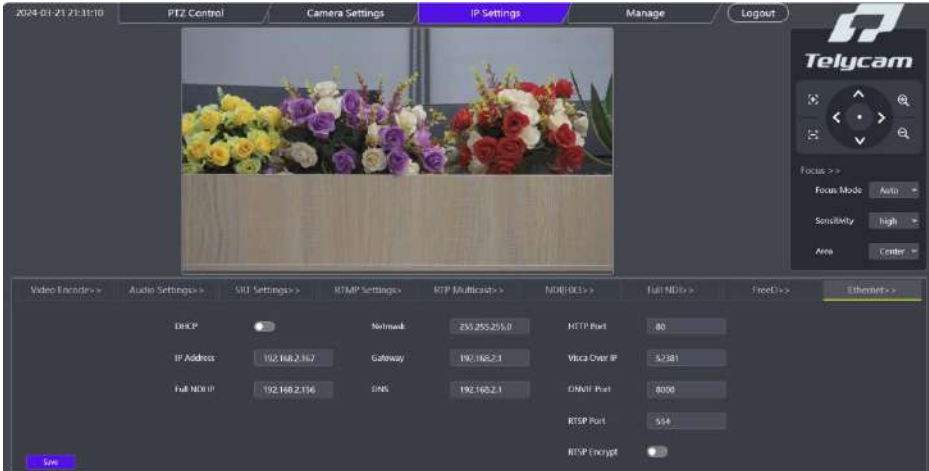 2024-03-21 21:31:10 PTZ Control Camera Settings IP Settings Manage Logout
Telycam
Focus >>
Focus Mode Auto
Sensitivity high
Area Center
Video Encode>> Audio Settings>> SRT Settings>> RTMP Settings> RTP Multicast>> NDI|HX3>> Full NDI>> FreeD>> Ethernet>>
DHCP Netmask 255.255.255.0 HTTP Port 80
IP Address 192.168.2.167 Gateway 192.168.2.1 Visca Over IP 52381
Full NDI IP 192.168.2.156 DNS 192.168.2.1 ONVIF Port 8000
RTSP Port 554
RTSP Encrypt
Save